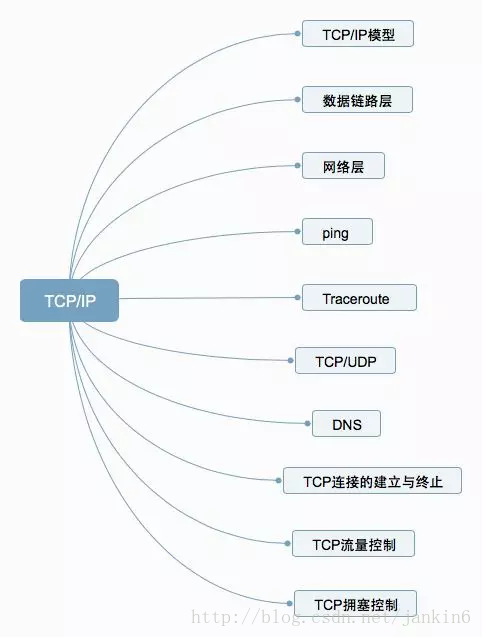 TCP/IP模型
数据链路层
网络层
ping
TCP/IP
Traceroute
TCP/UDP
DNS
TCP连接的建立与终止
TCP流量控制
TCP拥塞控制
http://blog.csdn.net/jankin6